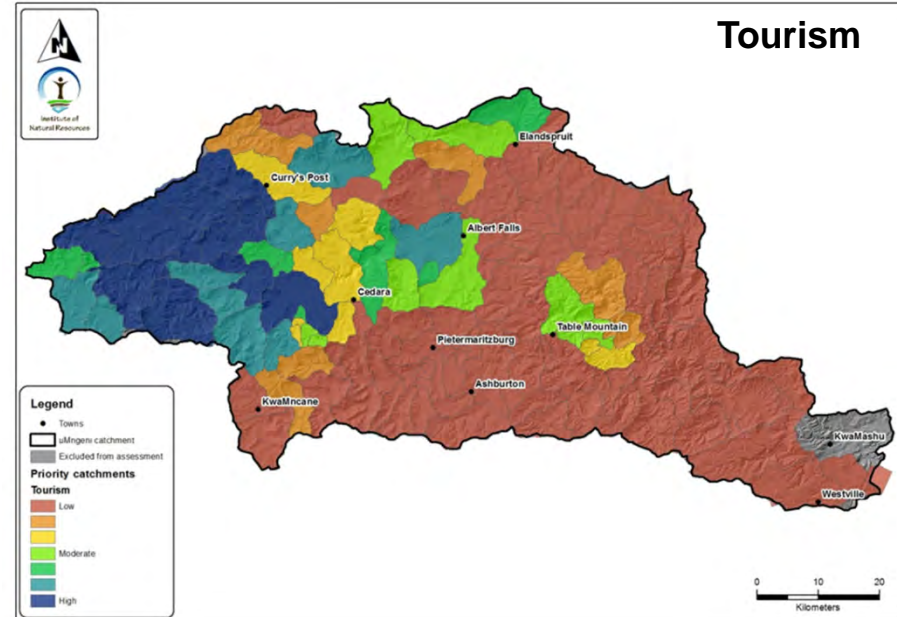 Tourism
N
Institute of
Natural Resources
Elandspruit
Curry's Post
Albert Falls
Cedara
Table Mountain
Pietermaritzburg
Ashburton
KwaMncane
KwaMashu
Westville
Legend
Towns
uMngeni catchment
Excluded from assessment
Priority catchments
Tourism
Low
Moderate
High
0 10 20
Kilometers